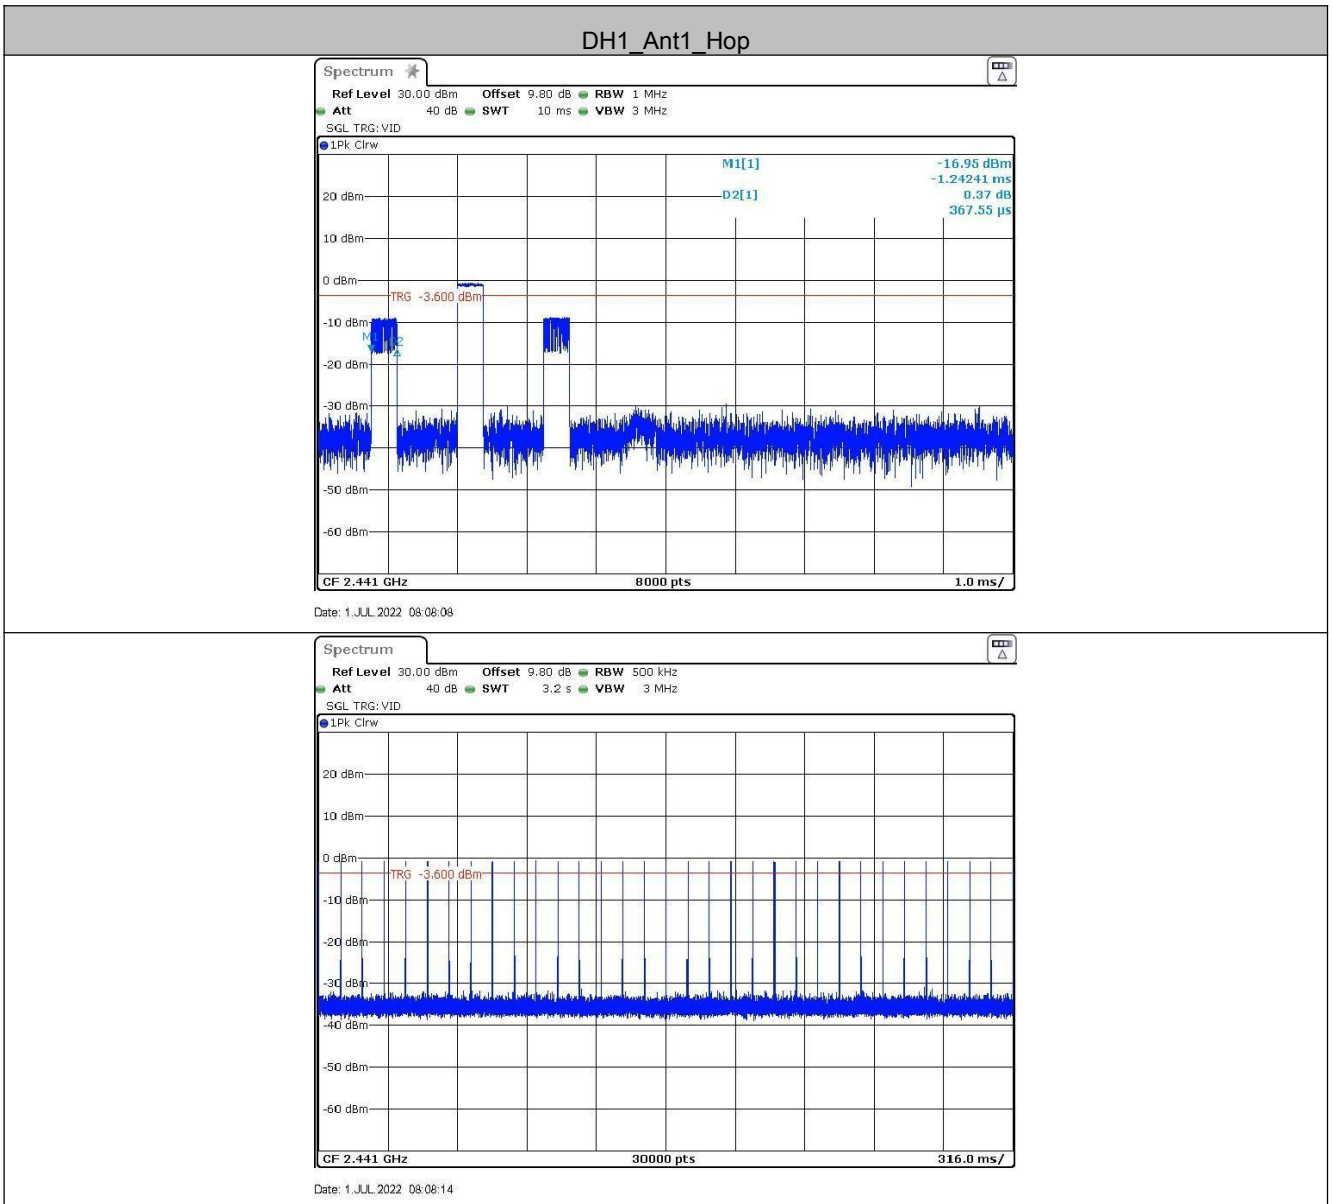 DH1_Ant1_Hop
Spectrum
Ref Level 30.00 dBm Offset 9.80 dB RBW 1 MHz
Att 40 dB SWT 10 ms VBW 3 MHz
SGL TRG: VID
1Pk Clrw
M1[1] -16.95 dBm
-1.24241 ms
20 dBm D2[1] 0.37 dB
367.55 µs
10 dBm
0 dBm
TRG -3.600 dBm
-10 dBm
-20 dBm
-30 dBm
-50 dBm
-60 dBm
CF 2.441 GHz 8000 pts 1.0 ms/
Date: 1.JUL.2022 08:08:08
Spectrum
Ref Level 30.00 dBm Offset 9.80 dB RBW 500 kHz
Att 40 dB SWT 3.2 s VBW 3 MHz
SGL TRG: VID
1Pk Clrw
20 dBm
10 dBm
0 dBm
TRG -3.600 dBm
-10 dBm
-20 dBm
-30 dBm
-40 dBm
-50 dBm
-60 dBm
CF 2.441 GHz 30000 pts 316.0 ms/
Date: 1.JUL.2022 08:08:14